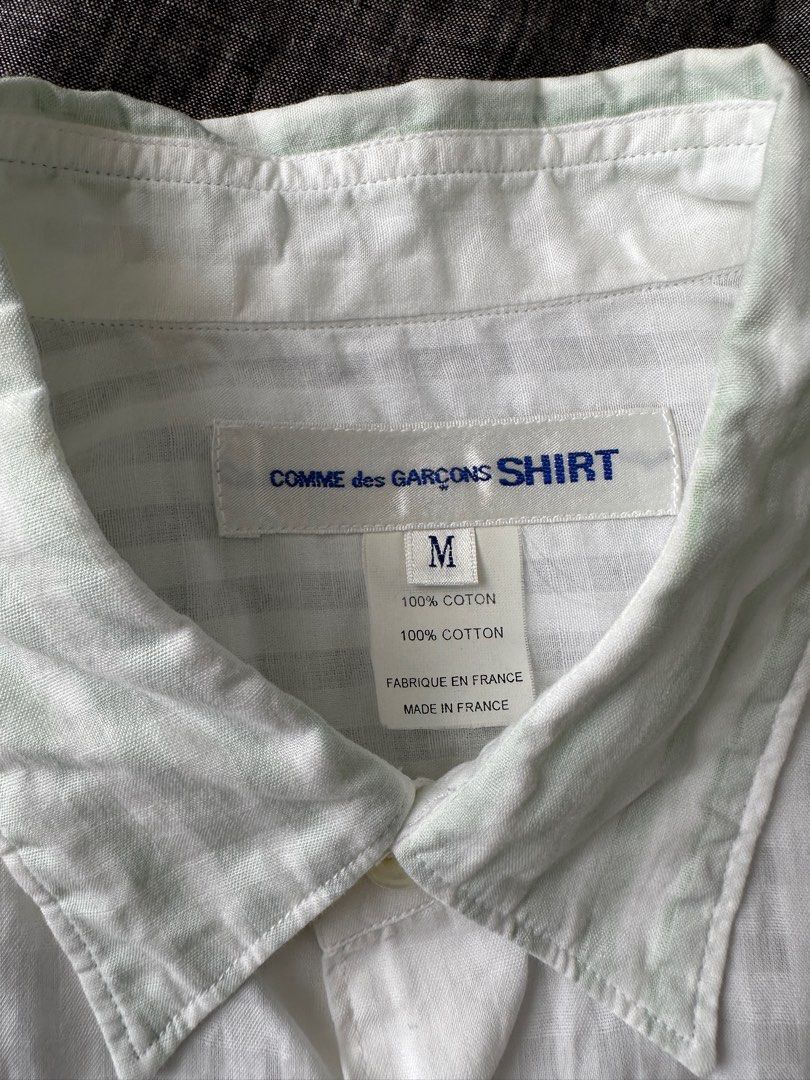 COMME des GARÇONS SHIRT
M
100% COTON
100% COTTON
FABRIQUE EN FRANCE
MADE IN FRANCE